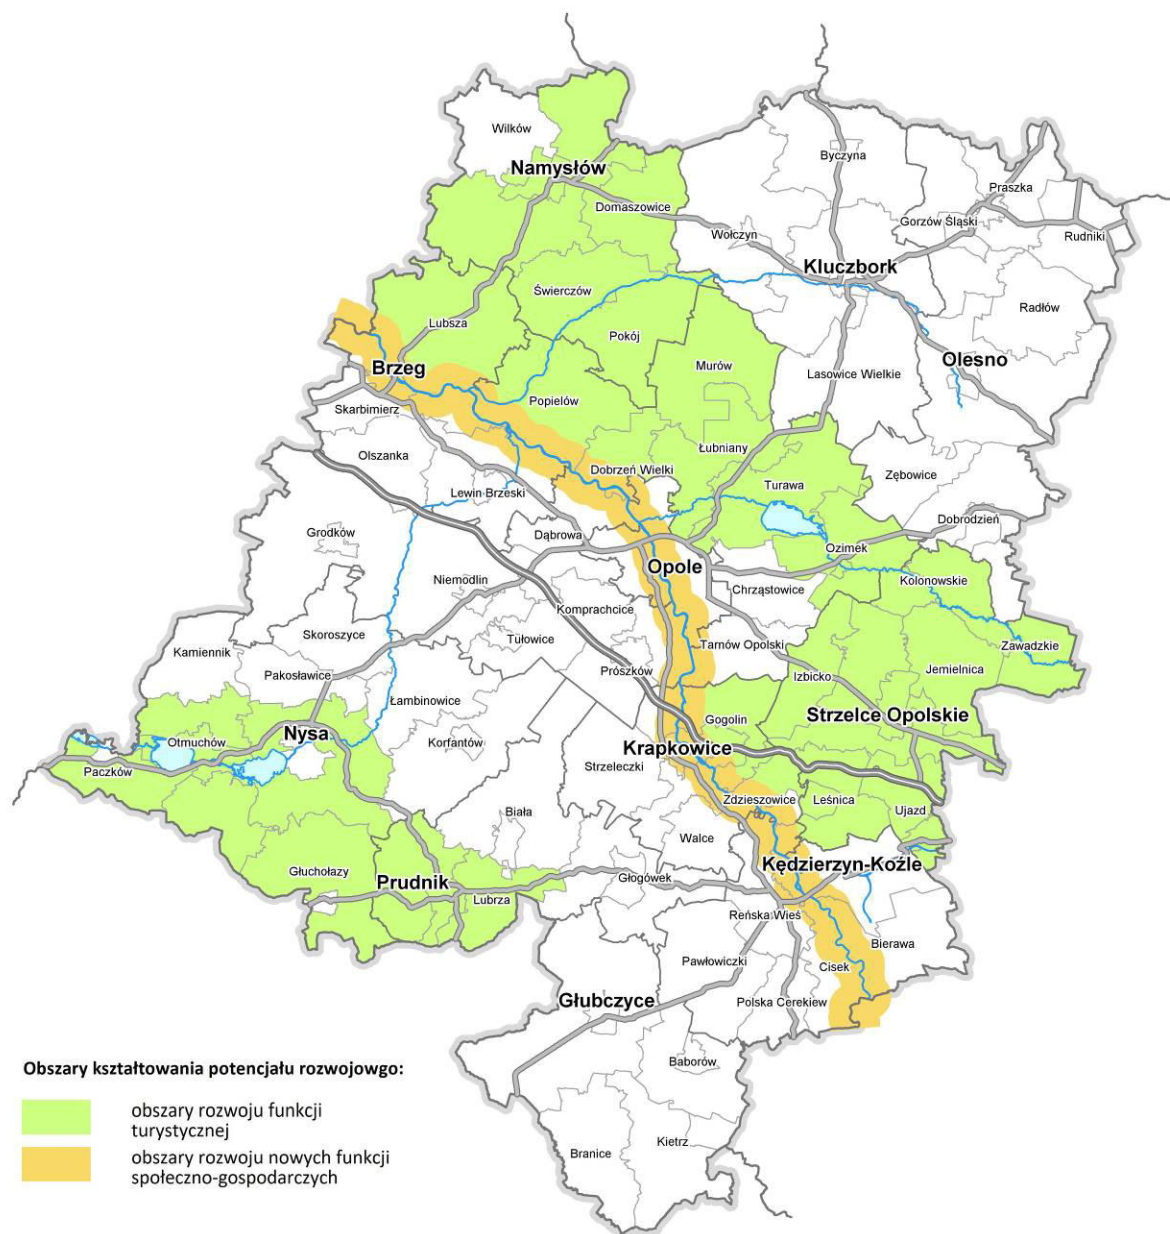 Wilków
Namysłów
Byczyna
Praszka
Domaszowice
Gorzów Śląski
Wołczyn
Rudniki
Kluczbork
Świerczów
Radłów
Lubsza
Pokój
Olesno
Brzeg
Murów
Lasowice Wielkie
Skarbimierz
Popielów
Olszanka
Łubniany
Dobrzeń Wielki
Zębowice
Turawa
Lewin Brzeski
Dobrodzień
Grodków
Dąbrowa
Ozimek
Opole
Niemodlin
Kolonowskie
Chrząstowice
Komprachcice
Skoroszyce
Tułowice
Kamiennik
Tarnów Opolski
Zawadzkie
Prószków
Jemielnica
Pakosławice
Izbicko
Łambinowice
Gogolin
Strzelce Opolskie
Nysa
Otmuchów
Korfantów
Krapkowice
Strzeleczki
Paczków
Zdzieszowice
Leśnica
Ujazd
Biała
Walce
Kędzierzyn-Koźle
Głuchołazy
Prudnik
Głogówek
Lubrza
Reńska Wieś
Bierawa
Pawłowiczki
Cisek
Głubczyce
Polska Cerekiew
Baborów
Kietrz
Branice
Obszary kształtowania potencjału rozwojowgo:
obszary rozwoju funkcji
turystycznej
obszary rozwoju nowych funkcji
społeczno-gospodarczych